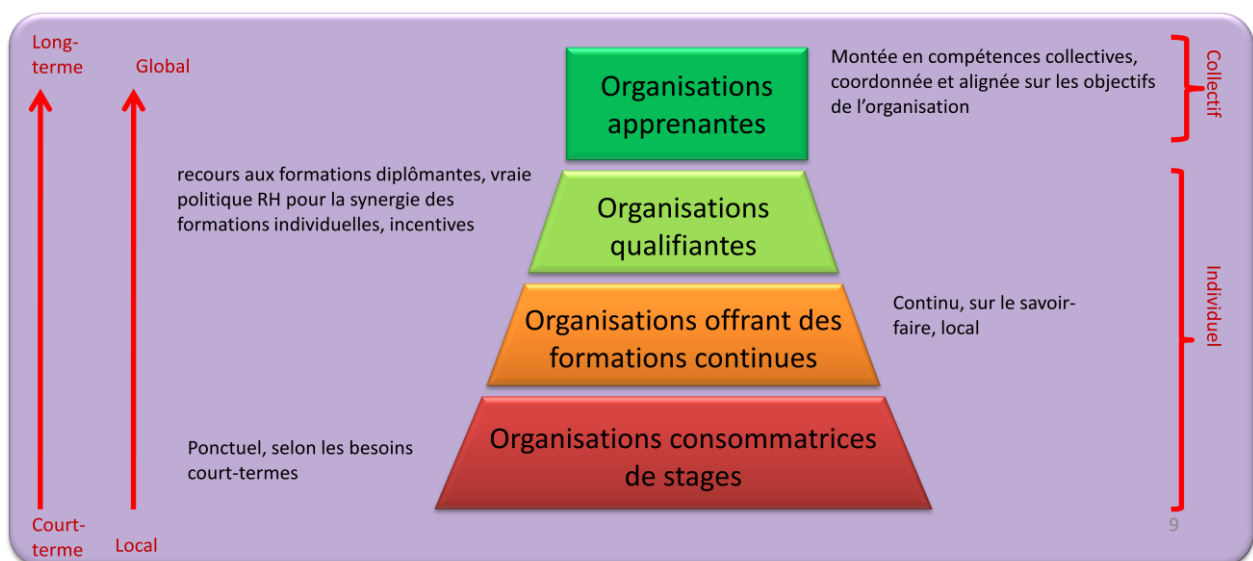 Long-
terme
Global
Organisations
apprenantes
Montée en compétences collectives,
coordonnée et alignée sur les objectifs
de l’organisation
Collectif
recours aux formations diplômantes, vraie
politique RH pour la synergie des
formations individuelles, incentives
Organisations
qualifiantes
Organisations offrant des
formations continues
Continu, sur le savoir-
faire, local
Individuel
Ponctuel, selon les besoins
court-termes
Organisations consommatrices
de stages
Court-
terme
Local
9